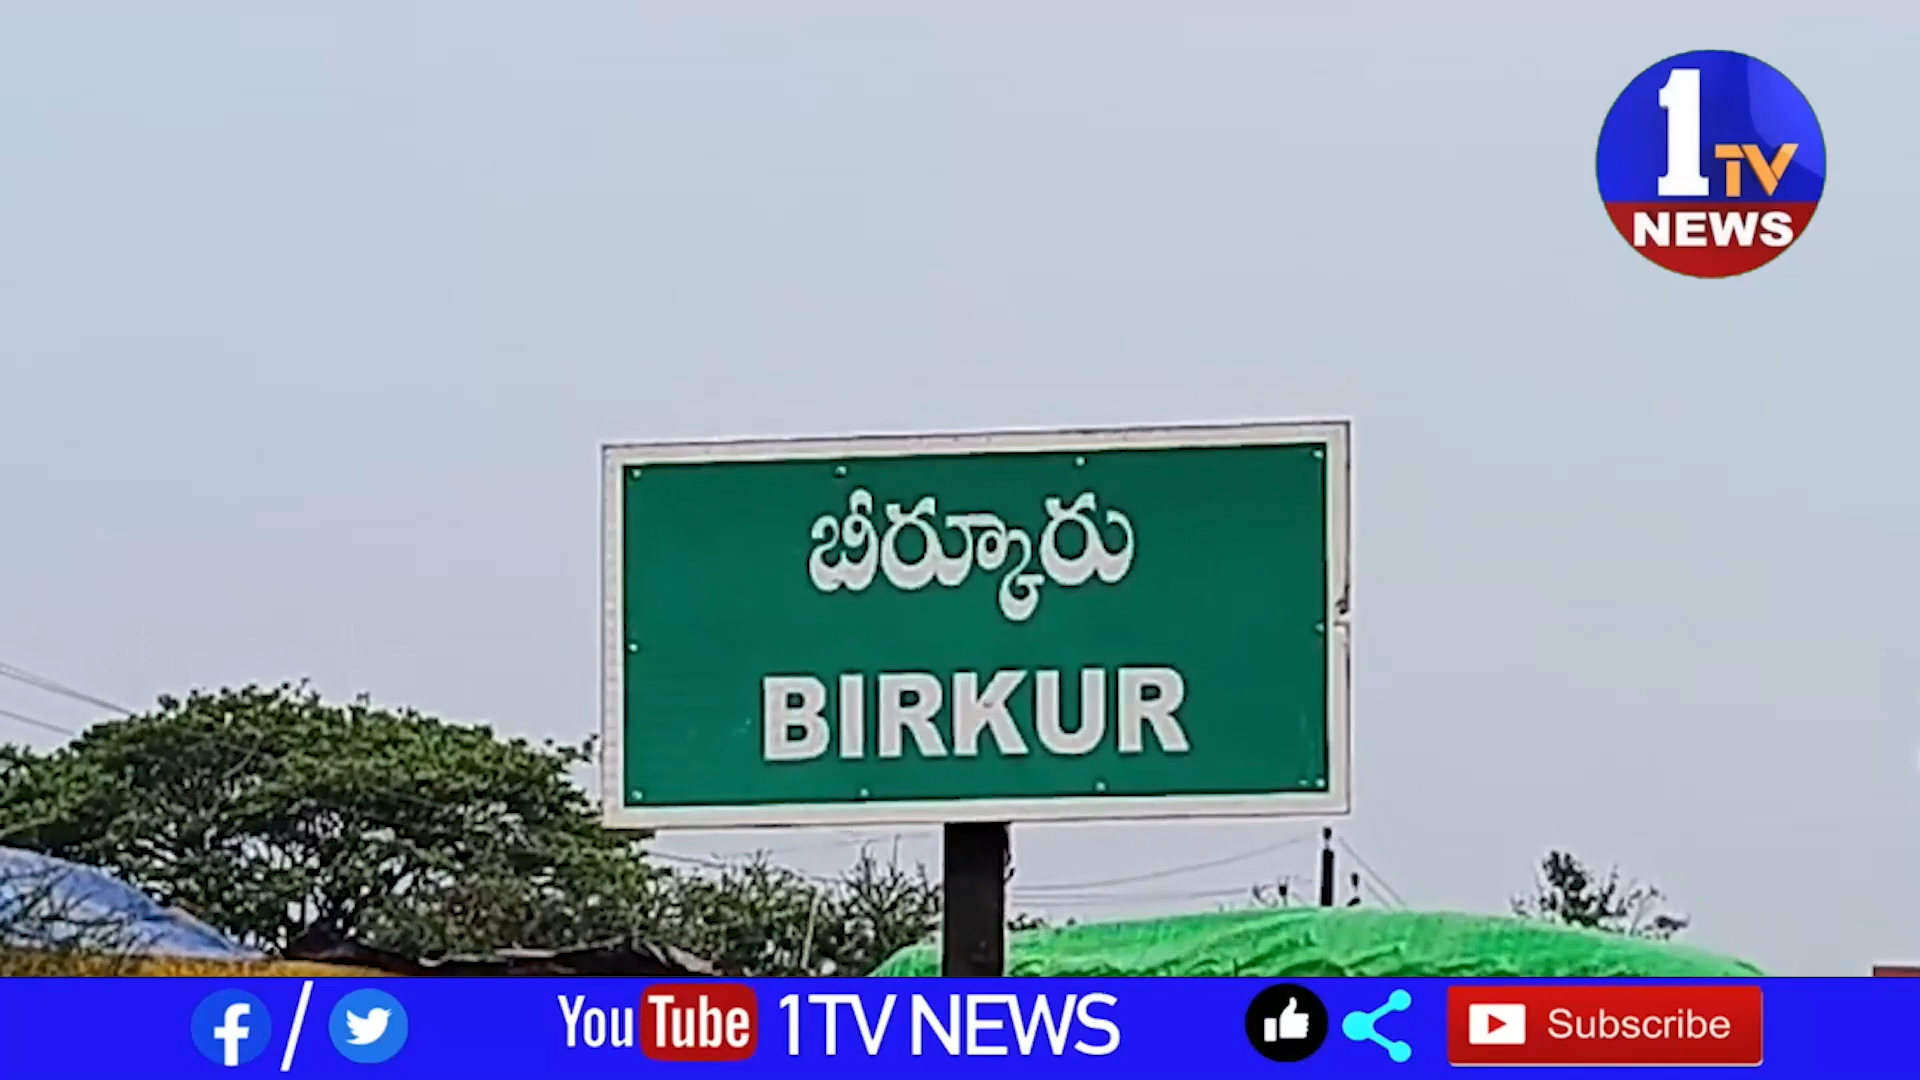 1TV
NEWS
బీర్కూరు
BIRKUR
YouTube 1TV NEWS Subscribe